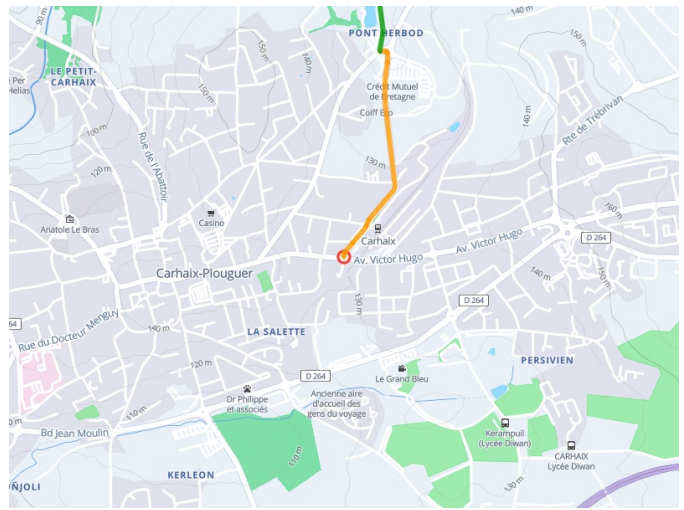 140 m
140 m
90 m
PONT HERBOD
150 m
LE PETIT-
CARHAIX
Per
Helias
150 m
140 m
Crédit Mutuel
de Bretagne
Coiff Eco
140 m
Rte de Trébrivan
100 m
Rue de l'Abattoir
120 m
130 m
160 m
Anatole Le Bras
Casino
Carhaix
D 264
Av. Victor Hugo
Av. Victor Hugo
Carhaix-Plouguer
150 m
140 m
130 m
D 264
264
140 m
Rue du Docteur Menguy
LA SALETTE
120 m
PERSIVIEN
D 264
Le Grand Bleu
Dr Philippe
et associés
Ancienne aire
d'accueil des
gens du voyage
110 m
Kerampuil
(Lycée Diwan)
Bd Jean Moulin
110 m
CARHAIX
Lycée Diwan
KERLEON
130 m
ONJOLI